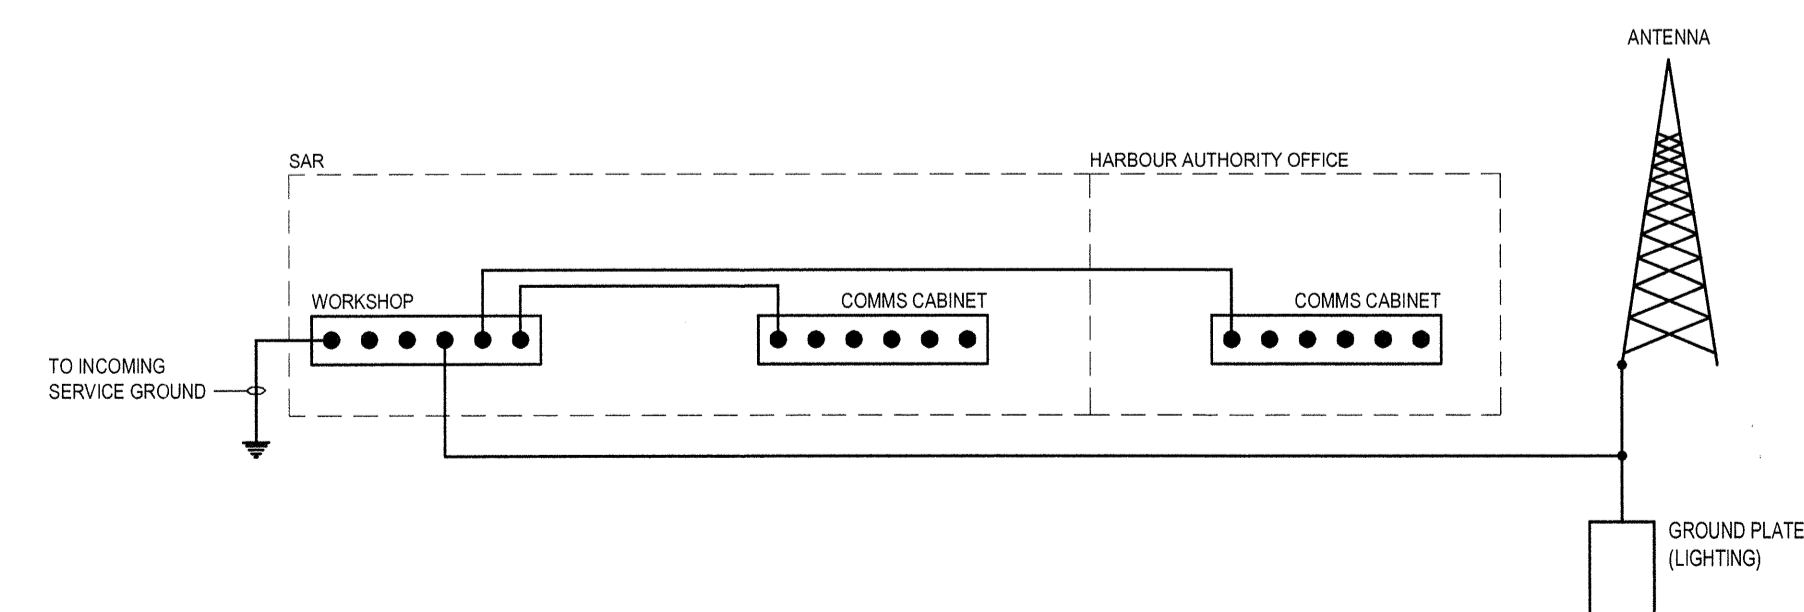 ANTENNA
SAR
HARBOUR AUTHORITY OFFICE
WORKSHOP
COMMS CABINET
COMMS CABINET
TO INCOMING
SERVICE GROUND
GROUND PLATE
(LIGHTING)